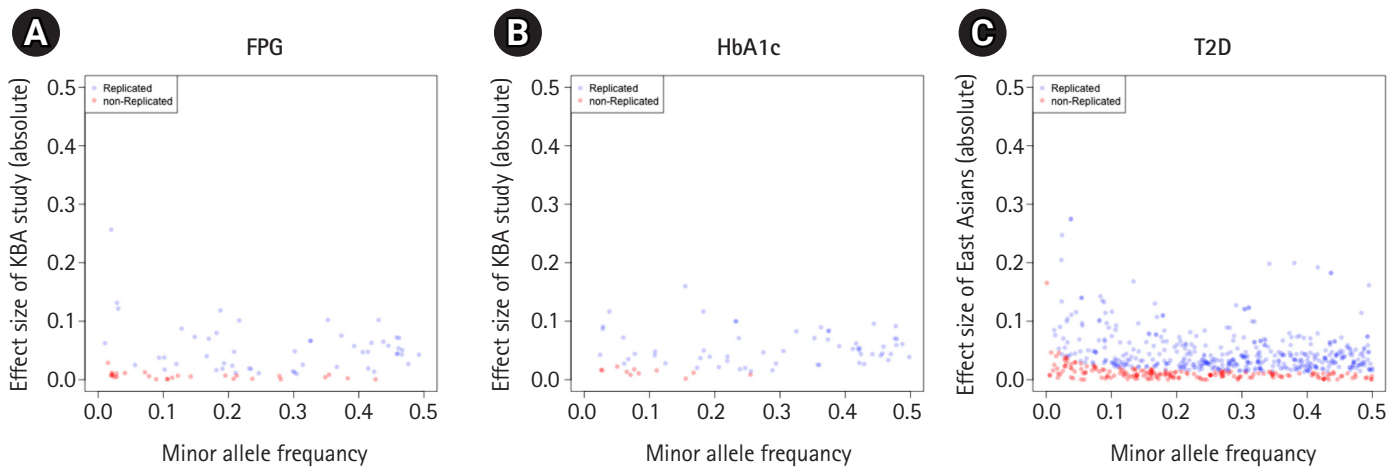 A
FPG
Effect size of KBA study (absolute)
0.5
0.4
0.3
0.2
0.1
0.0
Replicated
non-Replicated
0.0 0.1 0.2 0.3 0.4 0.5
Minor allele frequancy
B
HbA1c
Effect size of KBA study (absolute)
0.5
0.4
0.3
0.2
0.1
0.0
Replicated
non-Replicated
0.0 0.1 0.2 0.3 0.4 0.5
Minor allele frequancy
C
T2D
Effect size of East Asians (absolute)
0.5
0.4
0.3
0.2
0.1
0.0
Replicated
non-Replicated
0.0 0.1 0.2 0.3 0.4 0.5
Minor allele frequancy